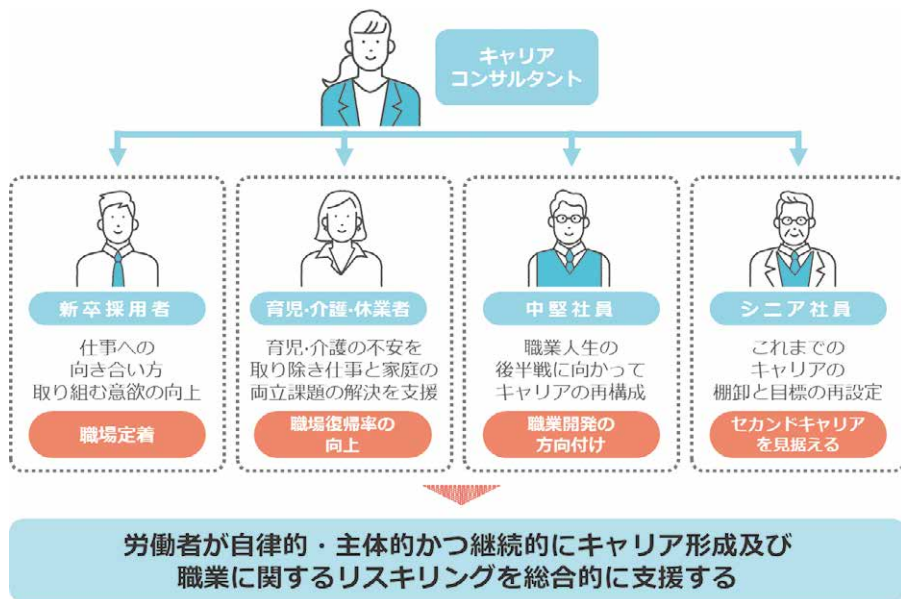 キャリア
コンサルタント
新卒採用者
仕事への
向き合い方
取り組む意欲の向上
職場定着
育児･介護･休業者
育児･介護の不安を
取り除き仕事と家庭の
両立課題の解決を支援
職場復帰率の
向上
中堅社員
職業人生の
後半戦に向かって
キャリアの再構成
職業開発の
方向付け
シニア社員
これまでの
キャリアの
棚卸と目標の再設定
セカンドキャリア
を見据える
労働者が自律的・主体的かつ継続的にキャリア形成及び
職業に関するリスキリングを総合的に支援する